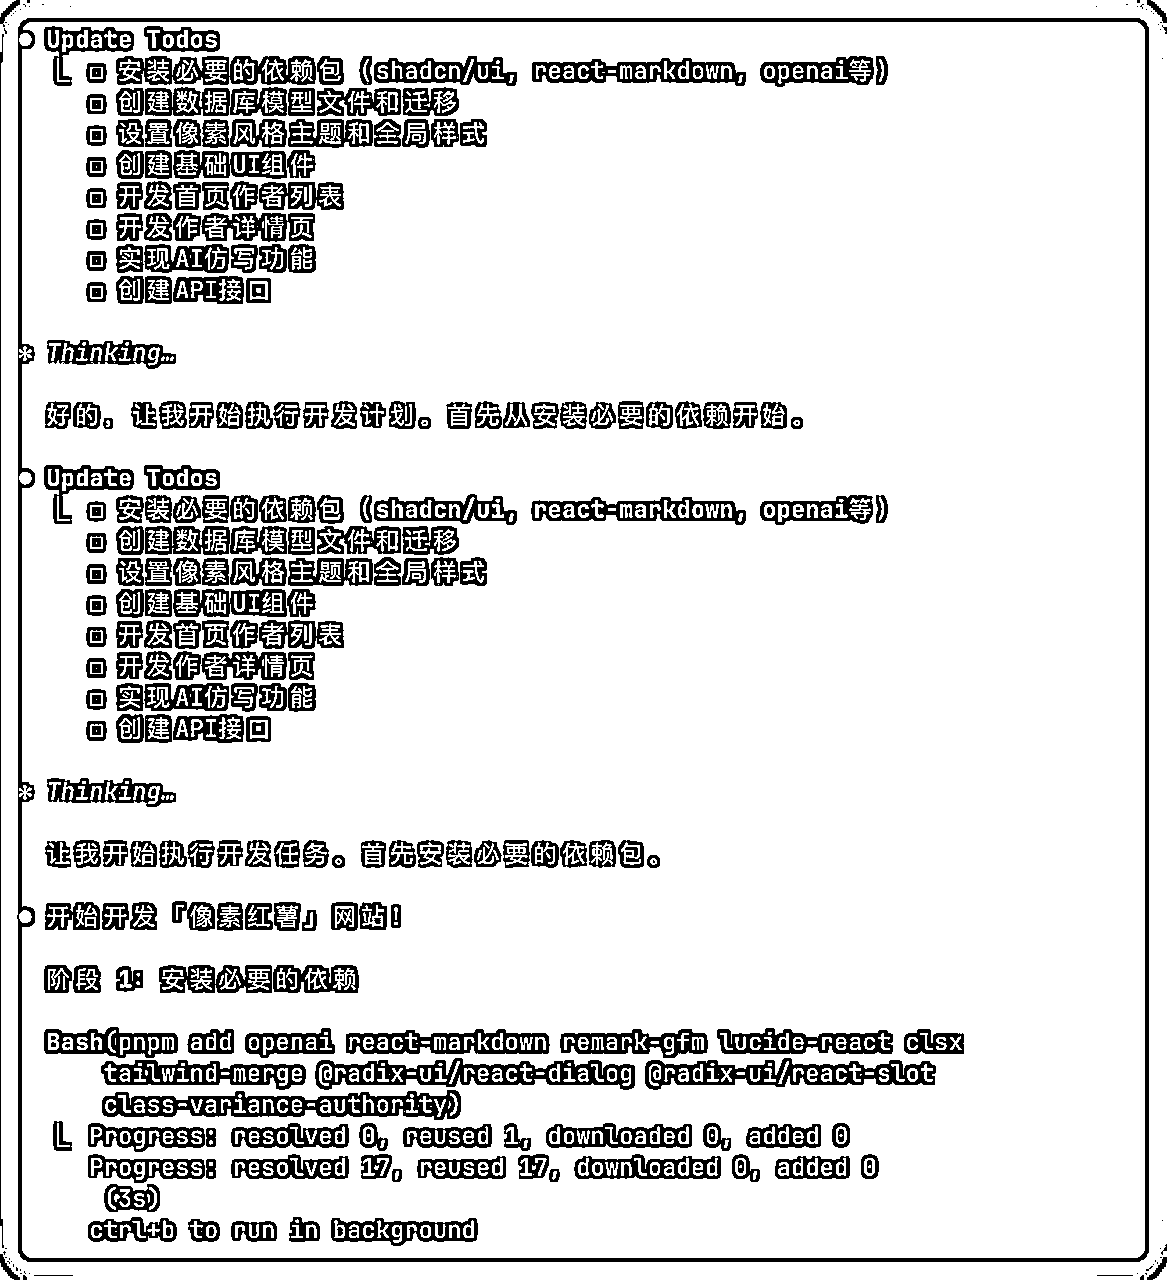 Update Todos
安装必要的依赖包 (shadcn/ui, react-markdown, openai等)
创建数据库模型文件和迁移
设置像素风格主题和全局样式
创建基础UI组件
开发首页作者列表
开发作者详情页
实现AI仿写功能
创建API接口
* Thinking…
好的，让我开始执行开发计划。首先从安装必要的依赖开始。
Update Todos
安装必要的依赖包 (shadcn/ui, react-markdown, openai等)
创建数据库模型文件和迁移
设置像素风格主题和全局样式
创建基础UI组件
开发首页作者列表
开发作者详情页
实现AI仿写功能
创建API接口
* Thinking…
让我开始执行开发任务。首先安装必要的依赖包。
开始开发「像素红薯」网站！
阶段 1: 安装必要的依赖
Bash(pnpm add openai react-markdown remark-gfm lucide-react clsx
tailwind-merge @radix-ui/react-dialog @radix-ui/react-slot
class-variance-authority)
Progress: resolved 0, reused 1, downloaded 0, added 0
Progress: resolved 17, reused 17, downloaded 0, added 0
(3s)
ctrl+b to run in background